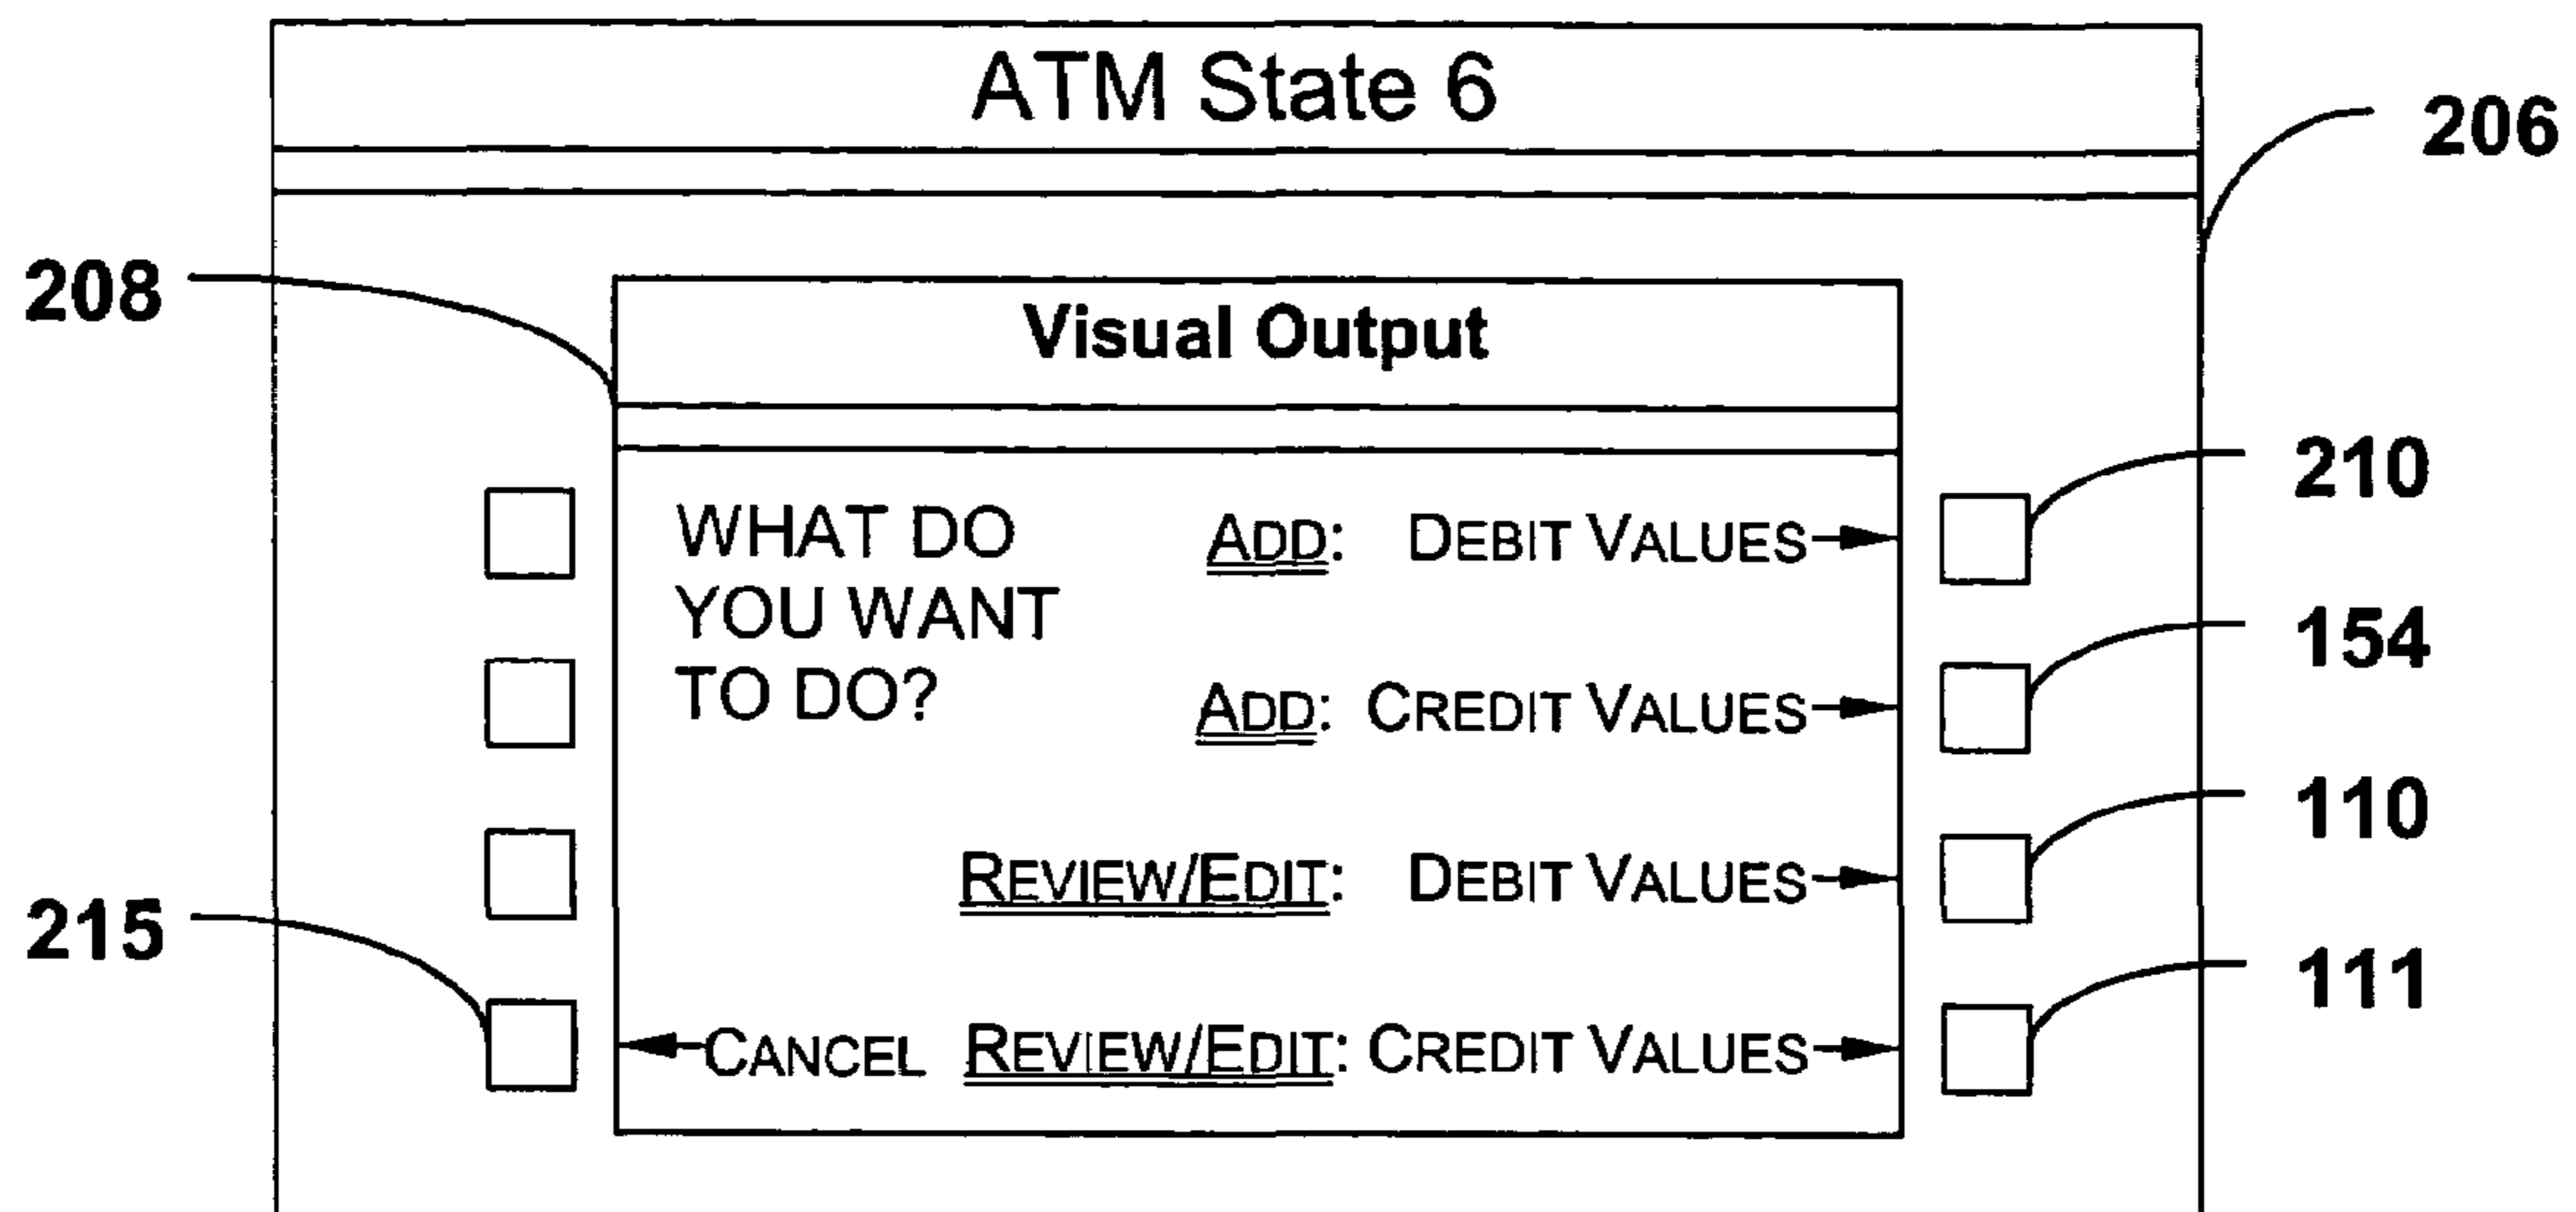 ATM State 6
206
208
Visual Output
210
WHAT DO
YOU WANT
TO DO?
ADD: DEBIT VALUES
154
ADD: CREDIT VALUES
110
REVIEW/EDIT: DEBIT VALUES
215
111
CANCEL REVIEW/EDIT: CREDIT VALUES